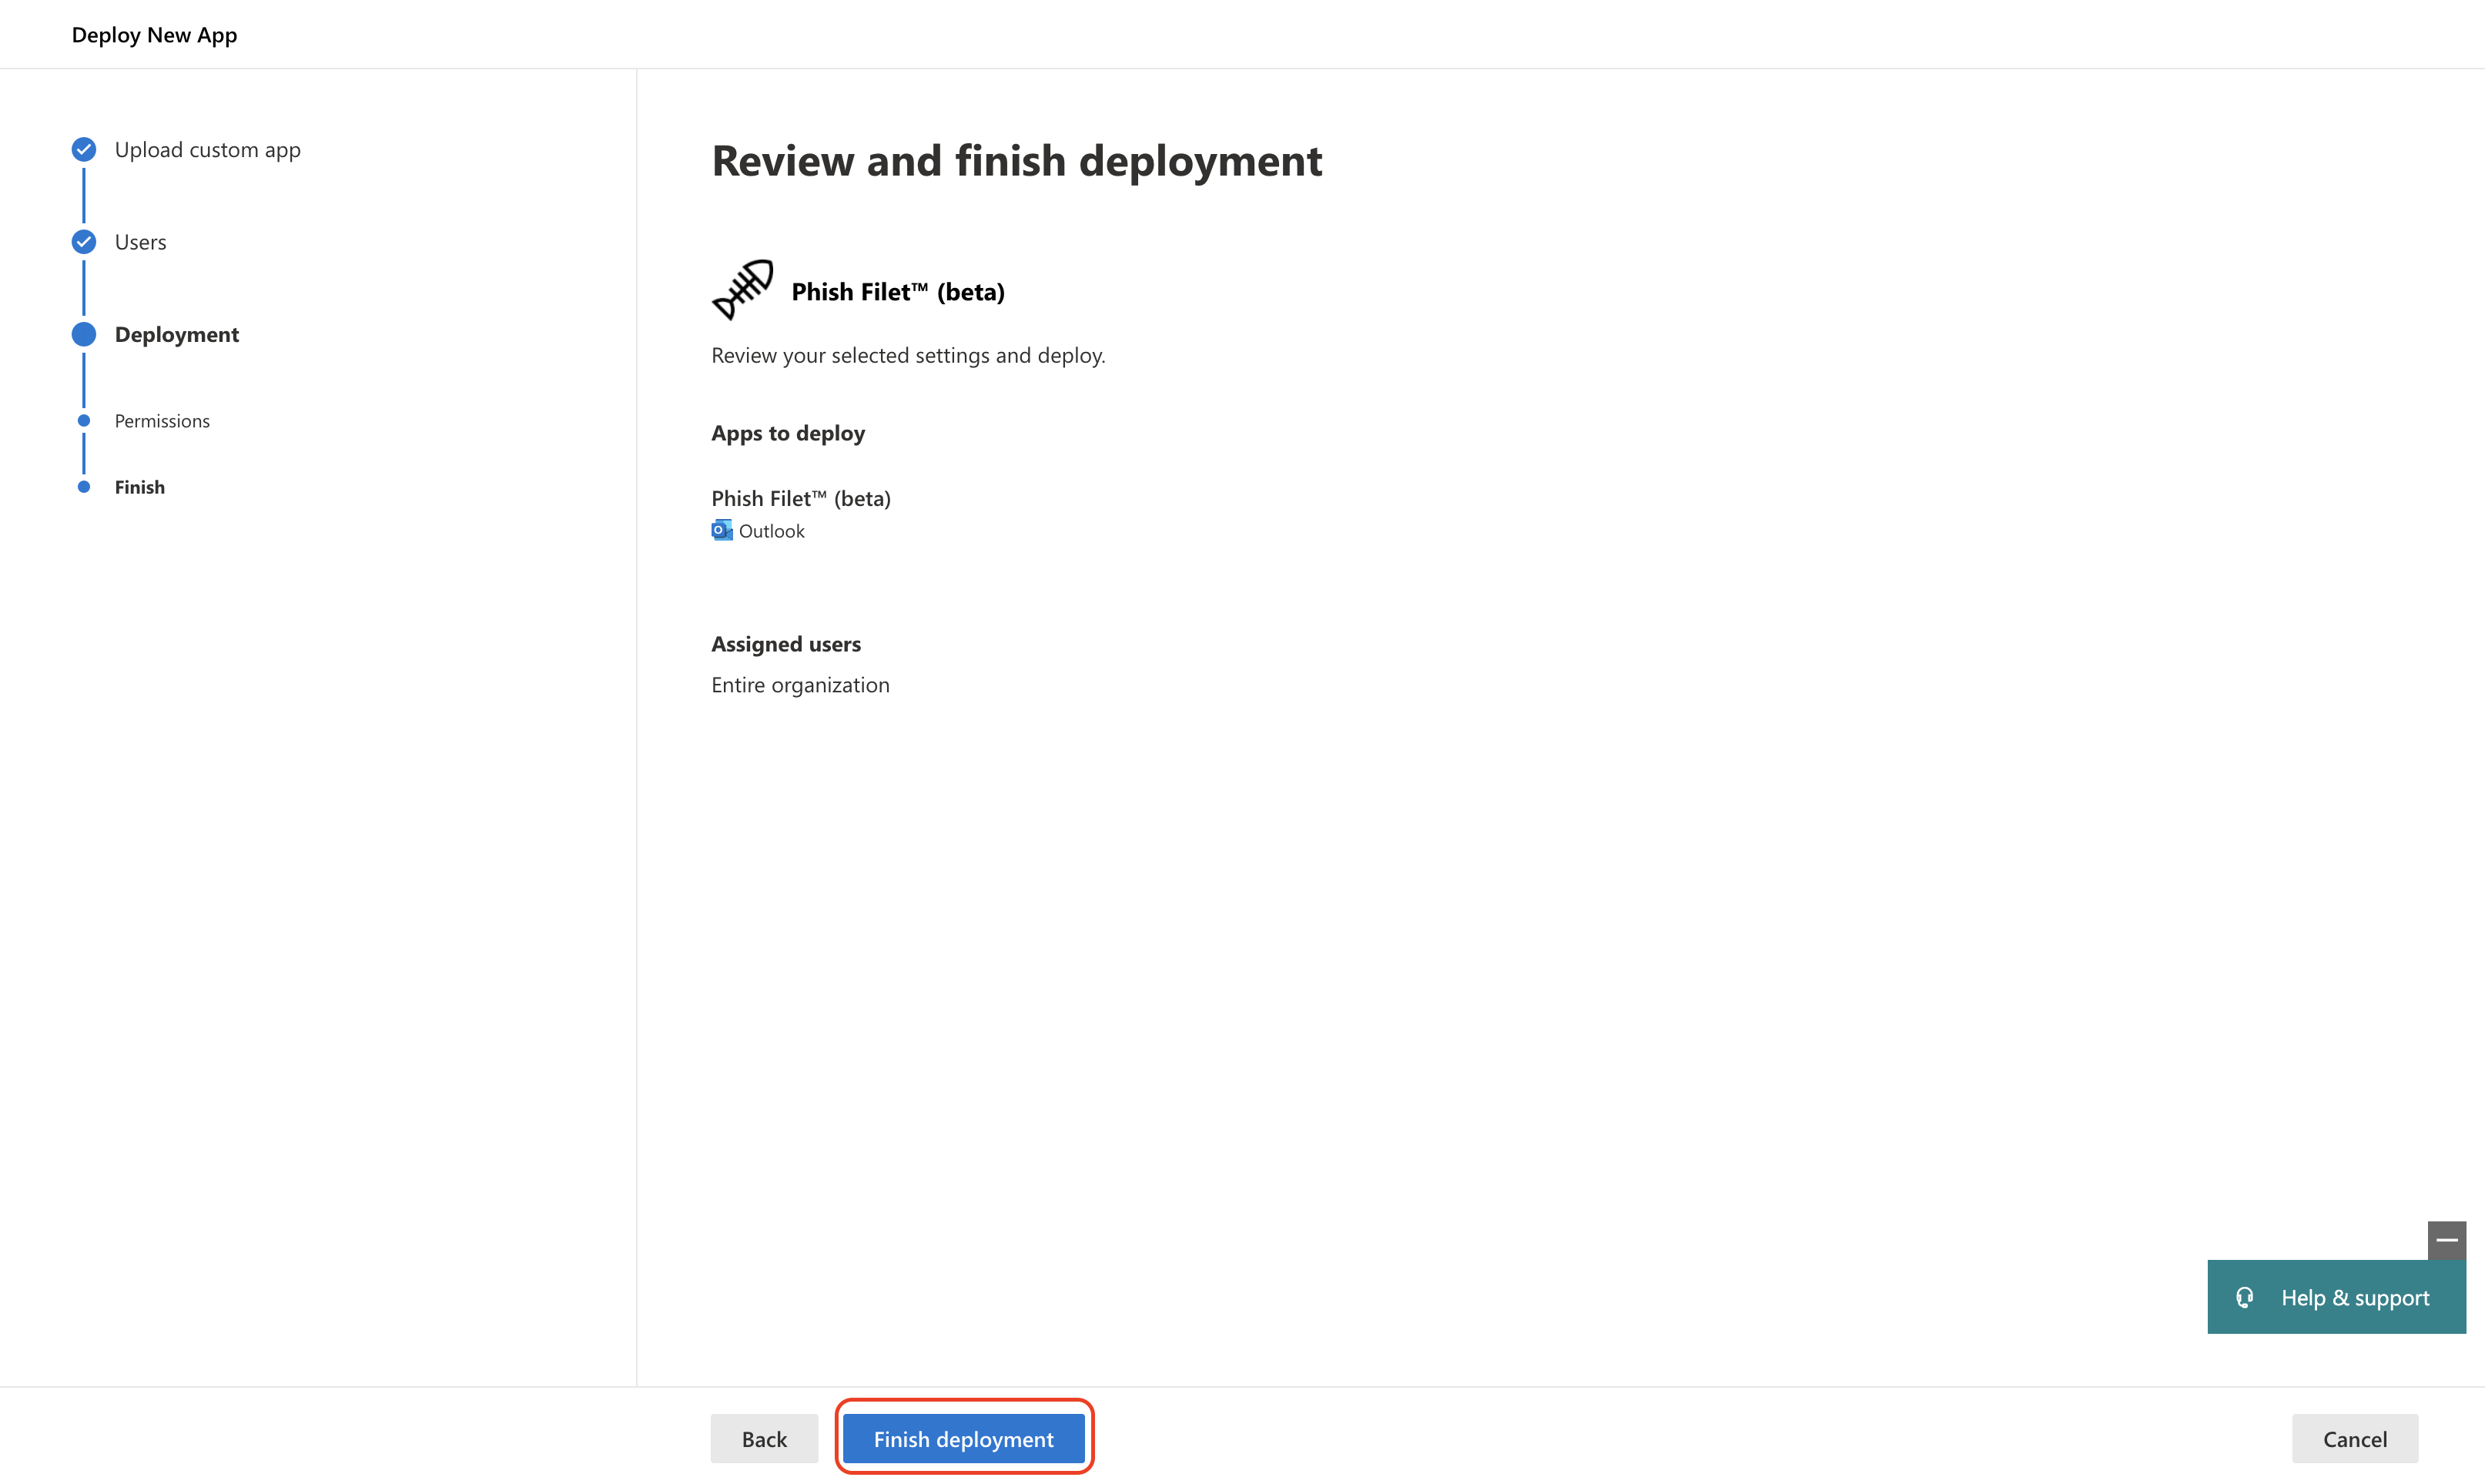 Deploy New App
Upload custom app
Users
Deployment
Permissions
Finish
Review and finish deployment
Phish Filet™ (beta)
Review your selected settings and deploy.
Apps to deploy
Phish Filet™ (beta)
Outlook
Assigned users
Entire organization
Help & support
Back
Finish deployment
Cancel